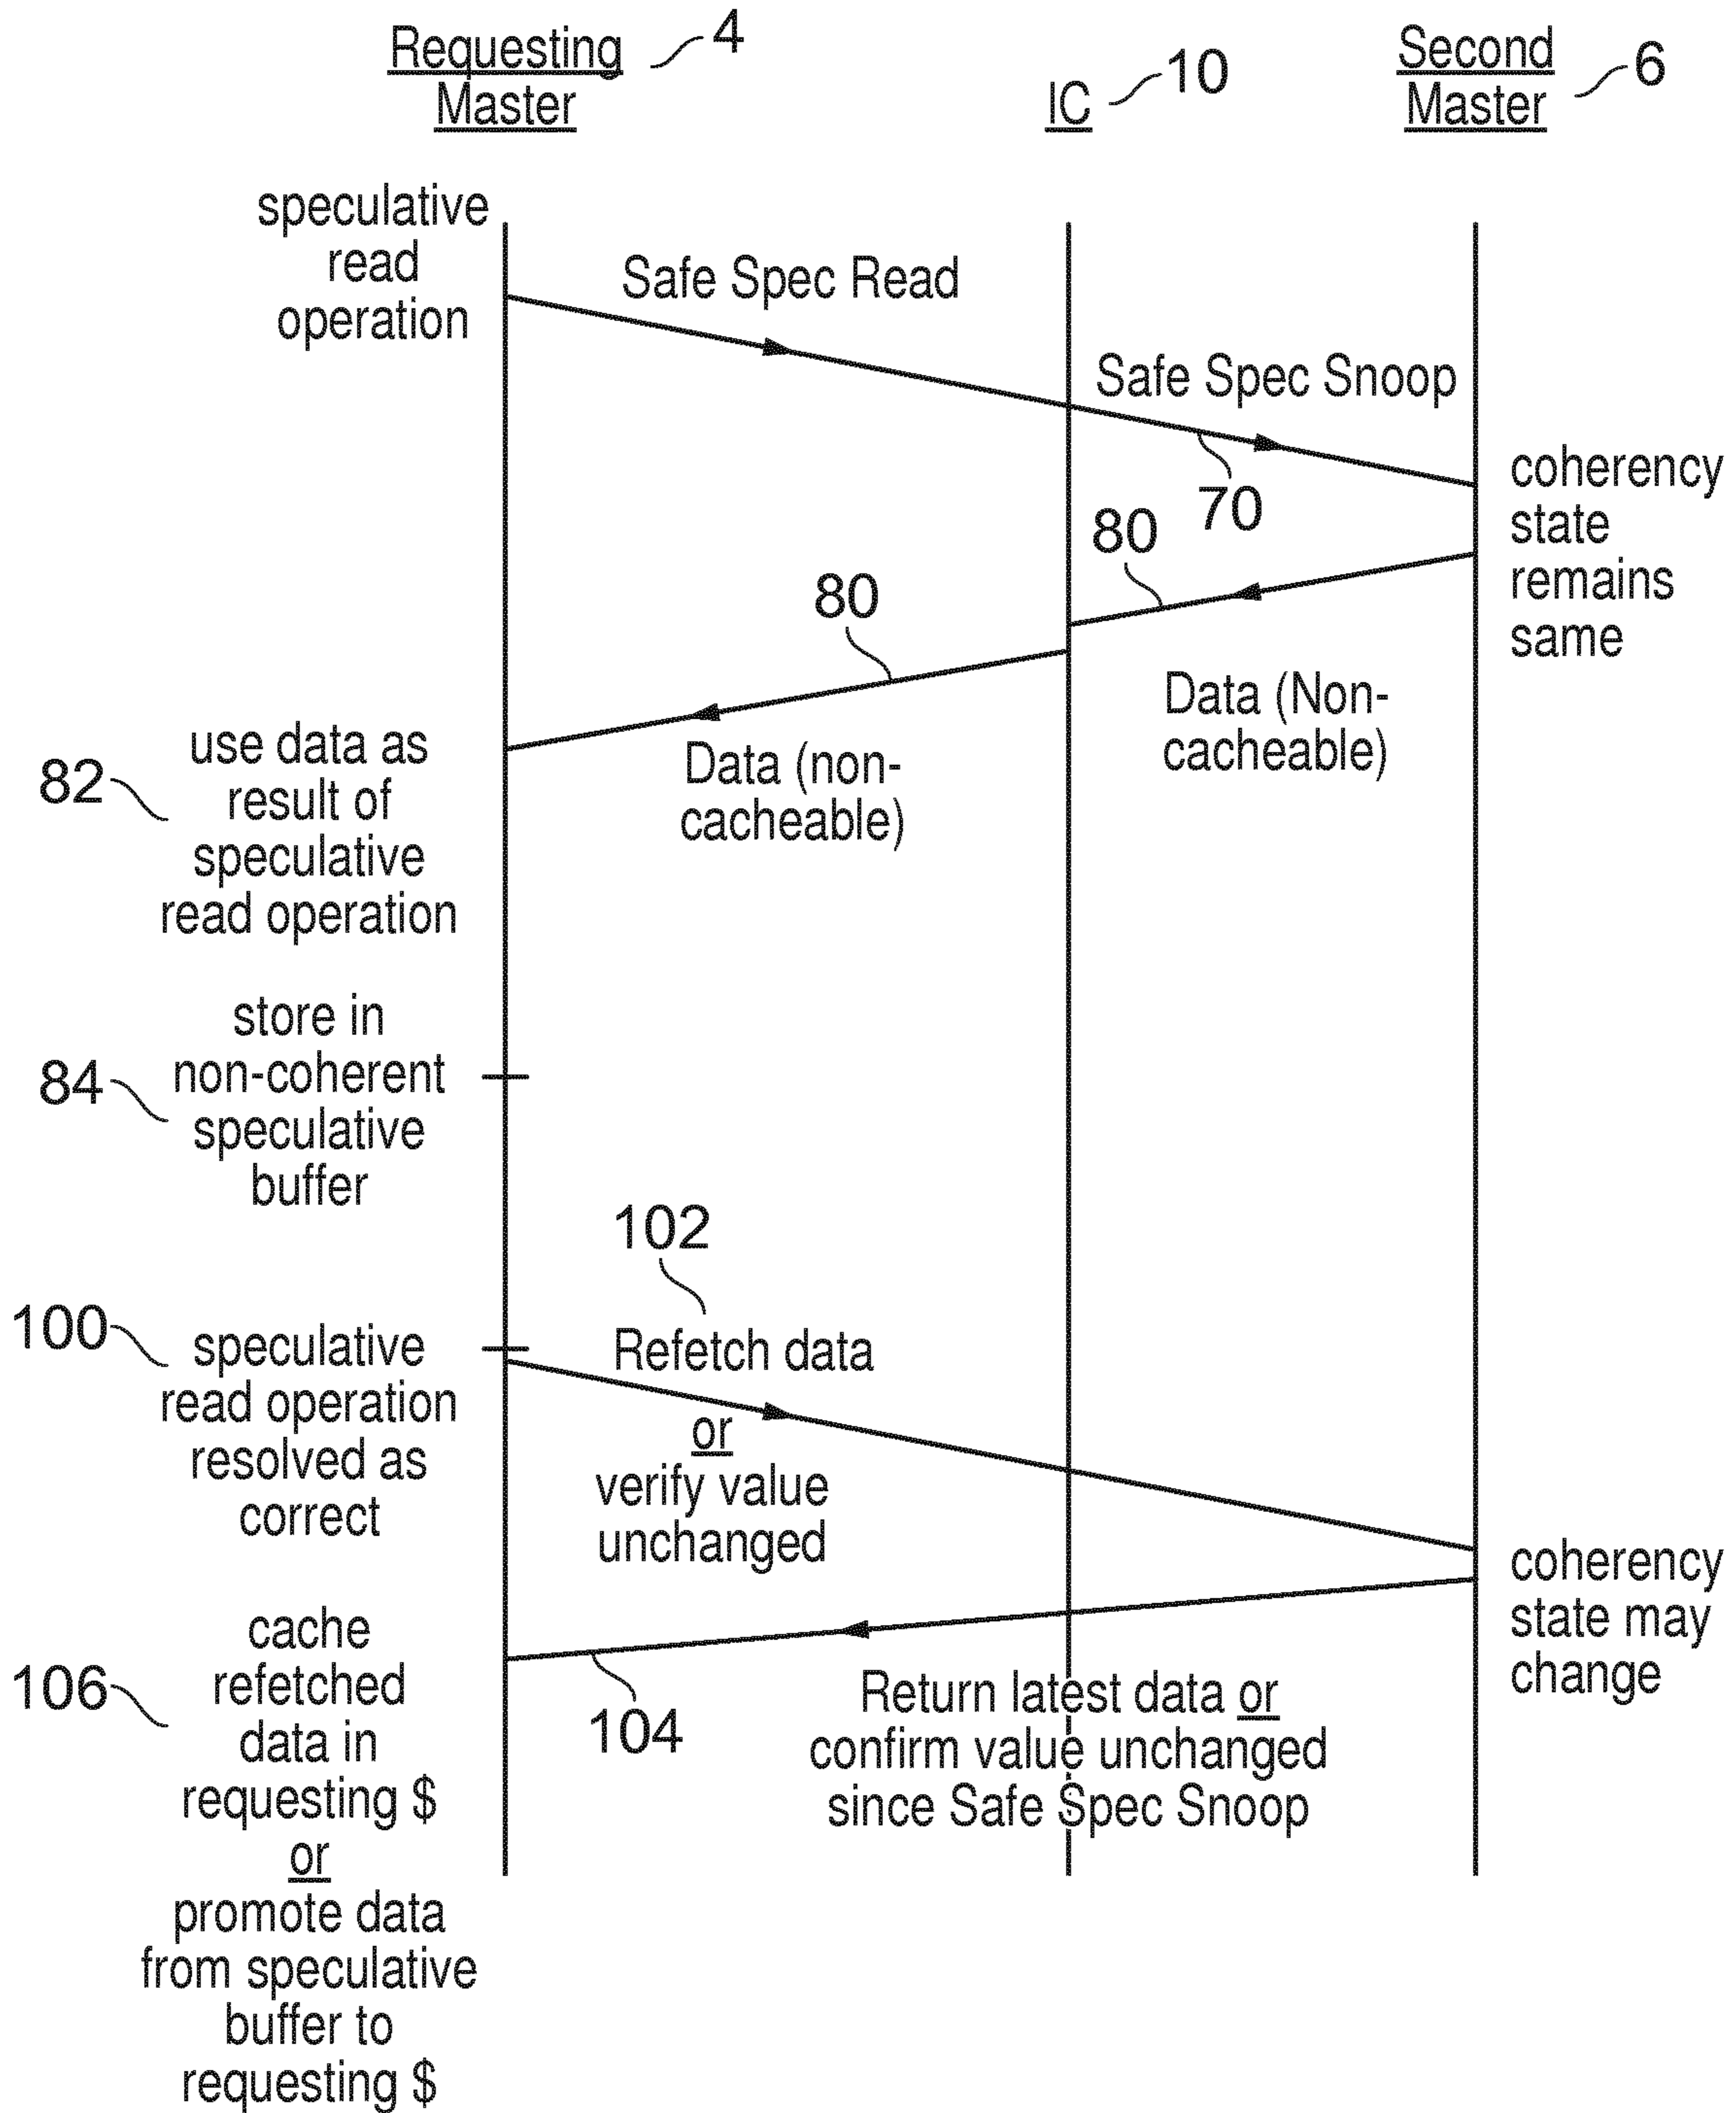 Requesting Master 4
IC 10
Second Master 6
speculative
read
operation
Safe Spec Read
Safe Spec Snoop
70
coherency
state
remains
same
80
80
Data (Non-
cacheable)
Data (non-
cacheable)
82
use data as
result of
speculative
read operation
84
store in
non-coherent
speculative
buffer
100
speculative
read operation
resolved as
correct
102
Refetch data
or
verify value
unchanged
coherency
state may
change
104
Return latest data or
confirm value unchanged
since Safe Spec Snoop
106
cache
refetched
data in
requesting $
or
promote data
from speculative
buffer to
requesting $